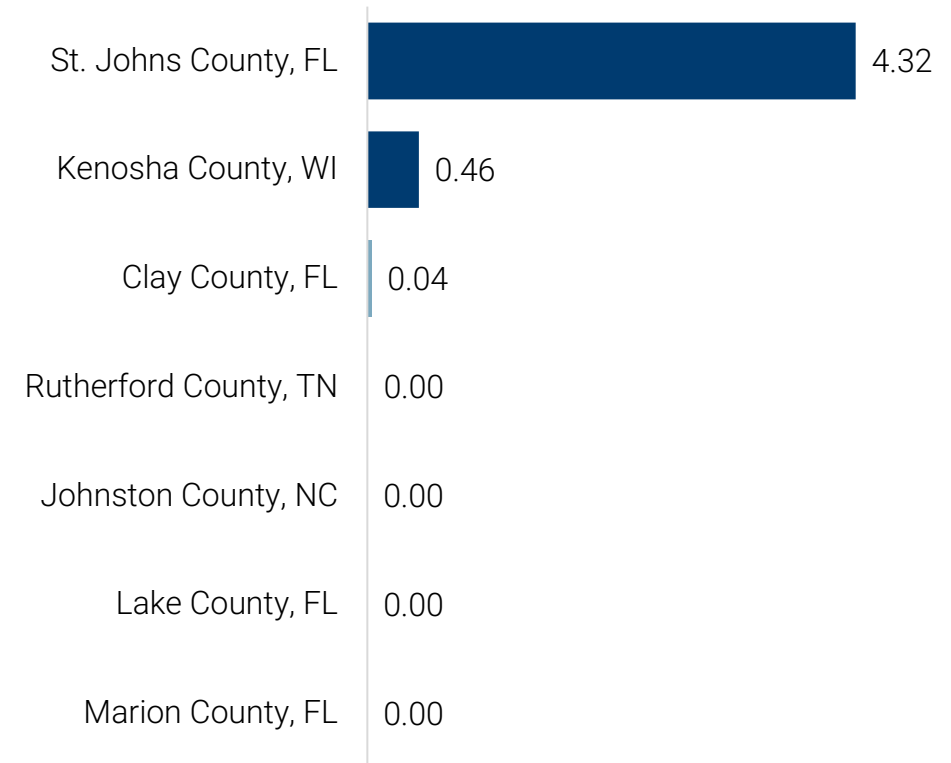 St. Johns County, FL 4.32
Kenosha County, WI 0.46
Clay County, FL 0.04
Rutherford County, TN 0.00
Johnston County, NC 0.00
Lake County, FL 0.00
Marion County, FL 0.00